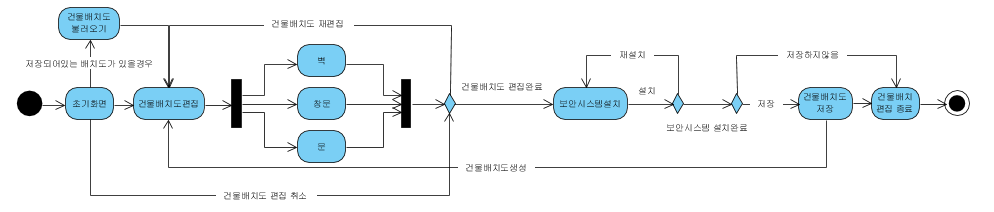 건물배치도
불러오기
건물배치도 재편집
저장되어있는 배치도가 있을경우
벽
재설치
저장하지않음
초기화면
건물배치도편집
창문
건물배치도 편집완료
보안시스템설치
설치
저장
건물배치도
저장
건물배치
편집 종료
보안시스템 설치완료
문
건물배치도생성
건물배치도 편집 취소